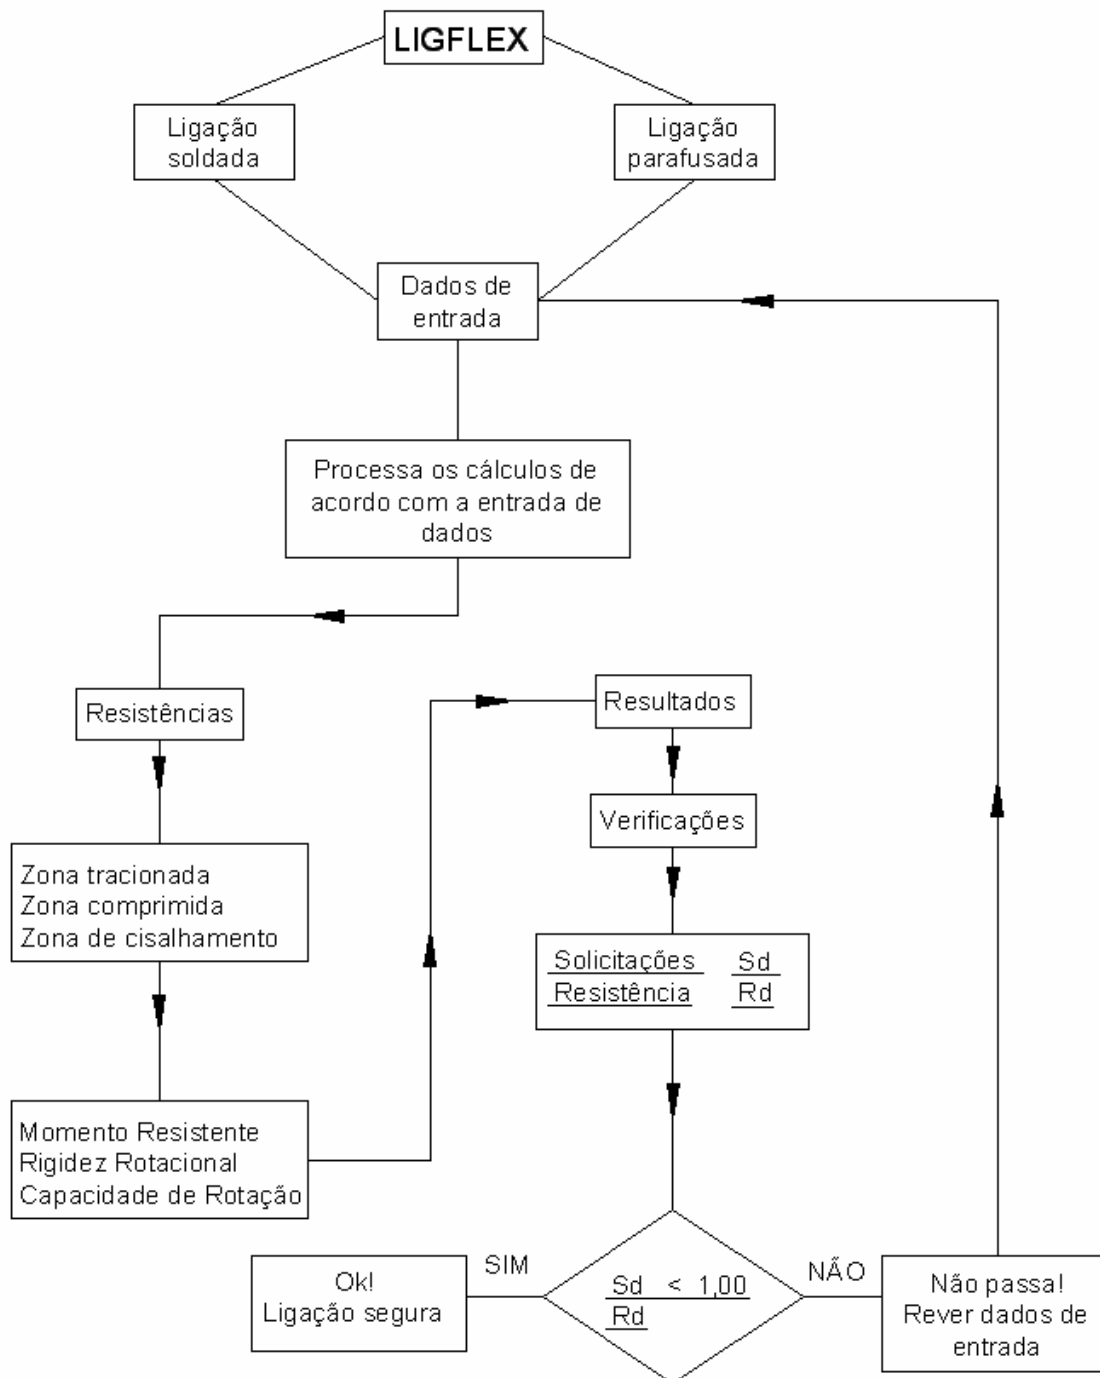 LIGFLEX
Ligação
soldada
Ligação
parafusada
Dados de
entrada
Processa os cálculos de
acordo com a entrada de
dados
Resistências
Zona tracionada
Zona comprimida
Zona de cisalhamento
Momento Resistente
Rigidez Rotacional
Capacidade de Rotação
Resultados
Verificações
Solicitações Sd
Resistência Rd
Sd < 1,00
Rd
SIM
Ok!
Ligação segura
NÃO
Não passa!
Rever dados de
entrada